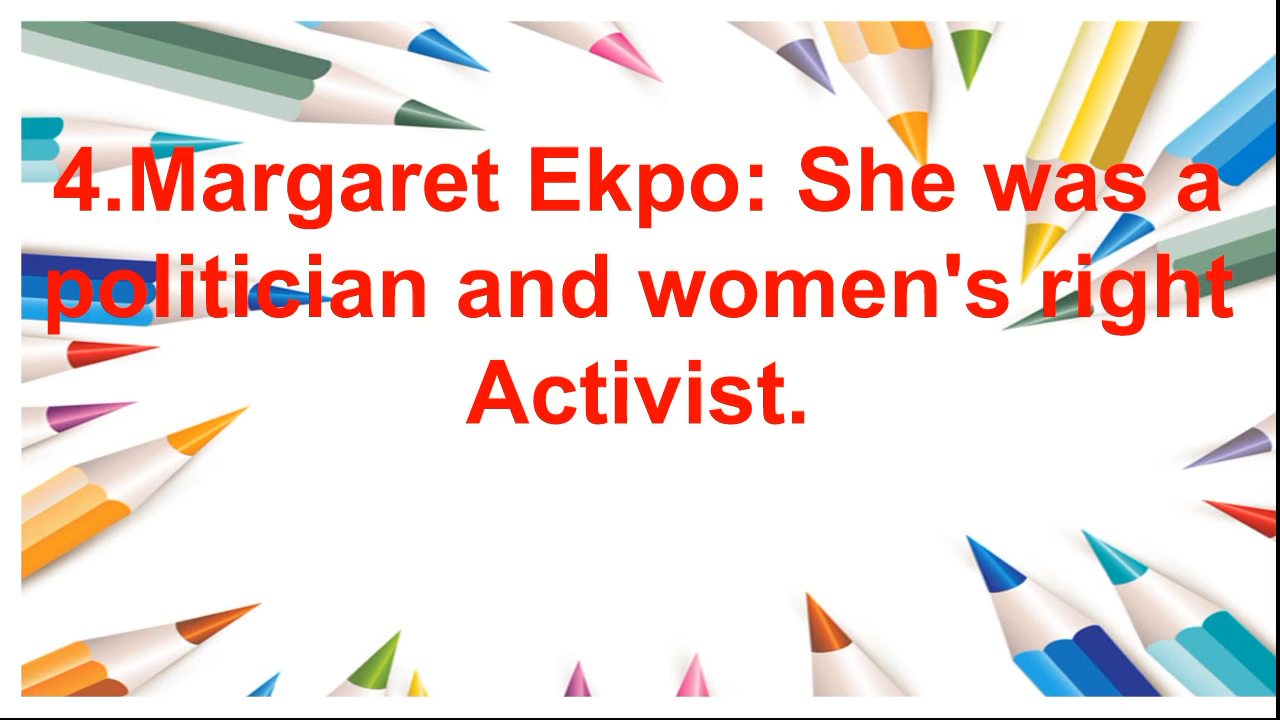 4.Margaret Ekpo: She was a
politician and women's right
Activist.